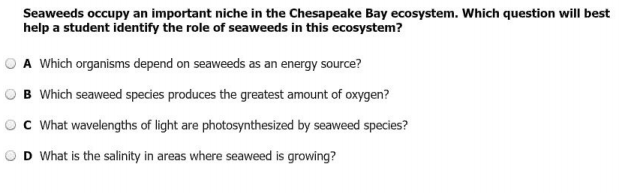 Seaweeds occupy an important niche in the Chesapeake Bay ecosystem. Which question will best
help a student identify the role of seaweeds in this ecosystem?
A Which organisms depend on seaweeds as an energy source?
B Which seaweed species produces the greatest amount of oxygen?
C What wavelengths of light are photosynthesized by seaweed species?
D What is the salinity in areas where seaweed is growing?